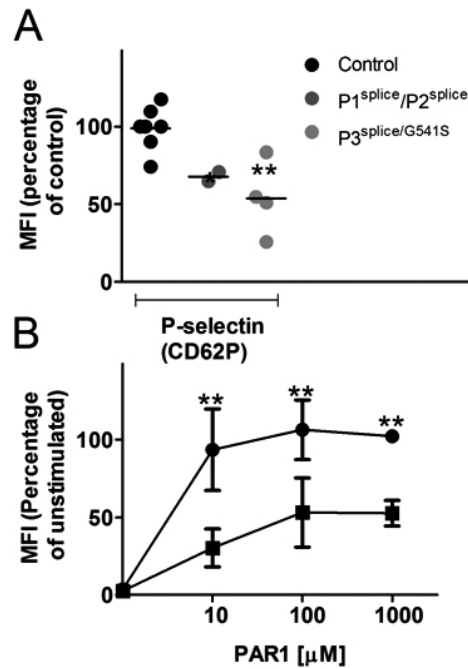 A
MFI (percentage
of control)
100
50
0
Control
P1splice/P2splice
P3splice/G541S
*
**
P-selectin
(CD62P)
B
MFI (Percentage
of unstimulated)
100
50
0
**
**
**
10
100
1000
PAR1 [μM]